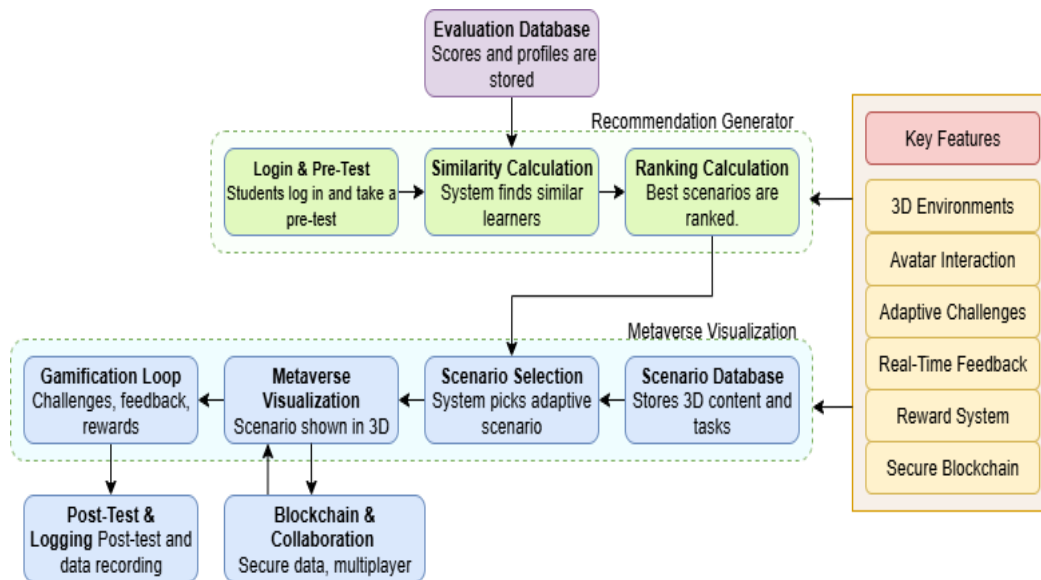 Evaluation Database
Scores and profiles are
stored
Recommendation Generator
Login & Pre-Test
Students log in and take a
pre-test
Similarity Calculation
System finds similar
learners
Ranking Calculation
Best scenarios are
ranked.
Key Features
3D Environments
Avatar Interaction
Adaptive Challenges
Real-Time Feedback
Reward System
Secure Blockchain
Metaverse Visualization
Gamification Loop
Challenges, feedback,
rewards
Metaverse
Visualization
Scenario shown in 3D
Scenario Selection
System picks adaptive
scenario
Scenario Database
Stores 3D content and
tasks
Post-Test &
Logging Post-test and
data recording
Blockchain &
Collaboration
Secure data, multiplayer